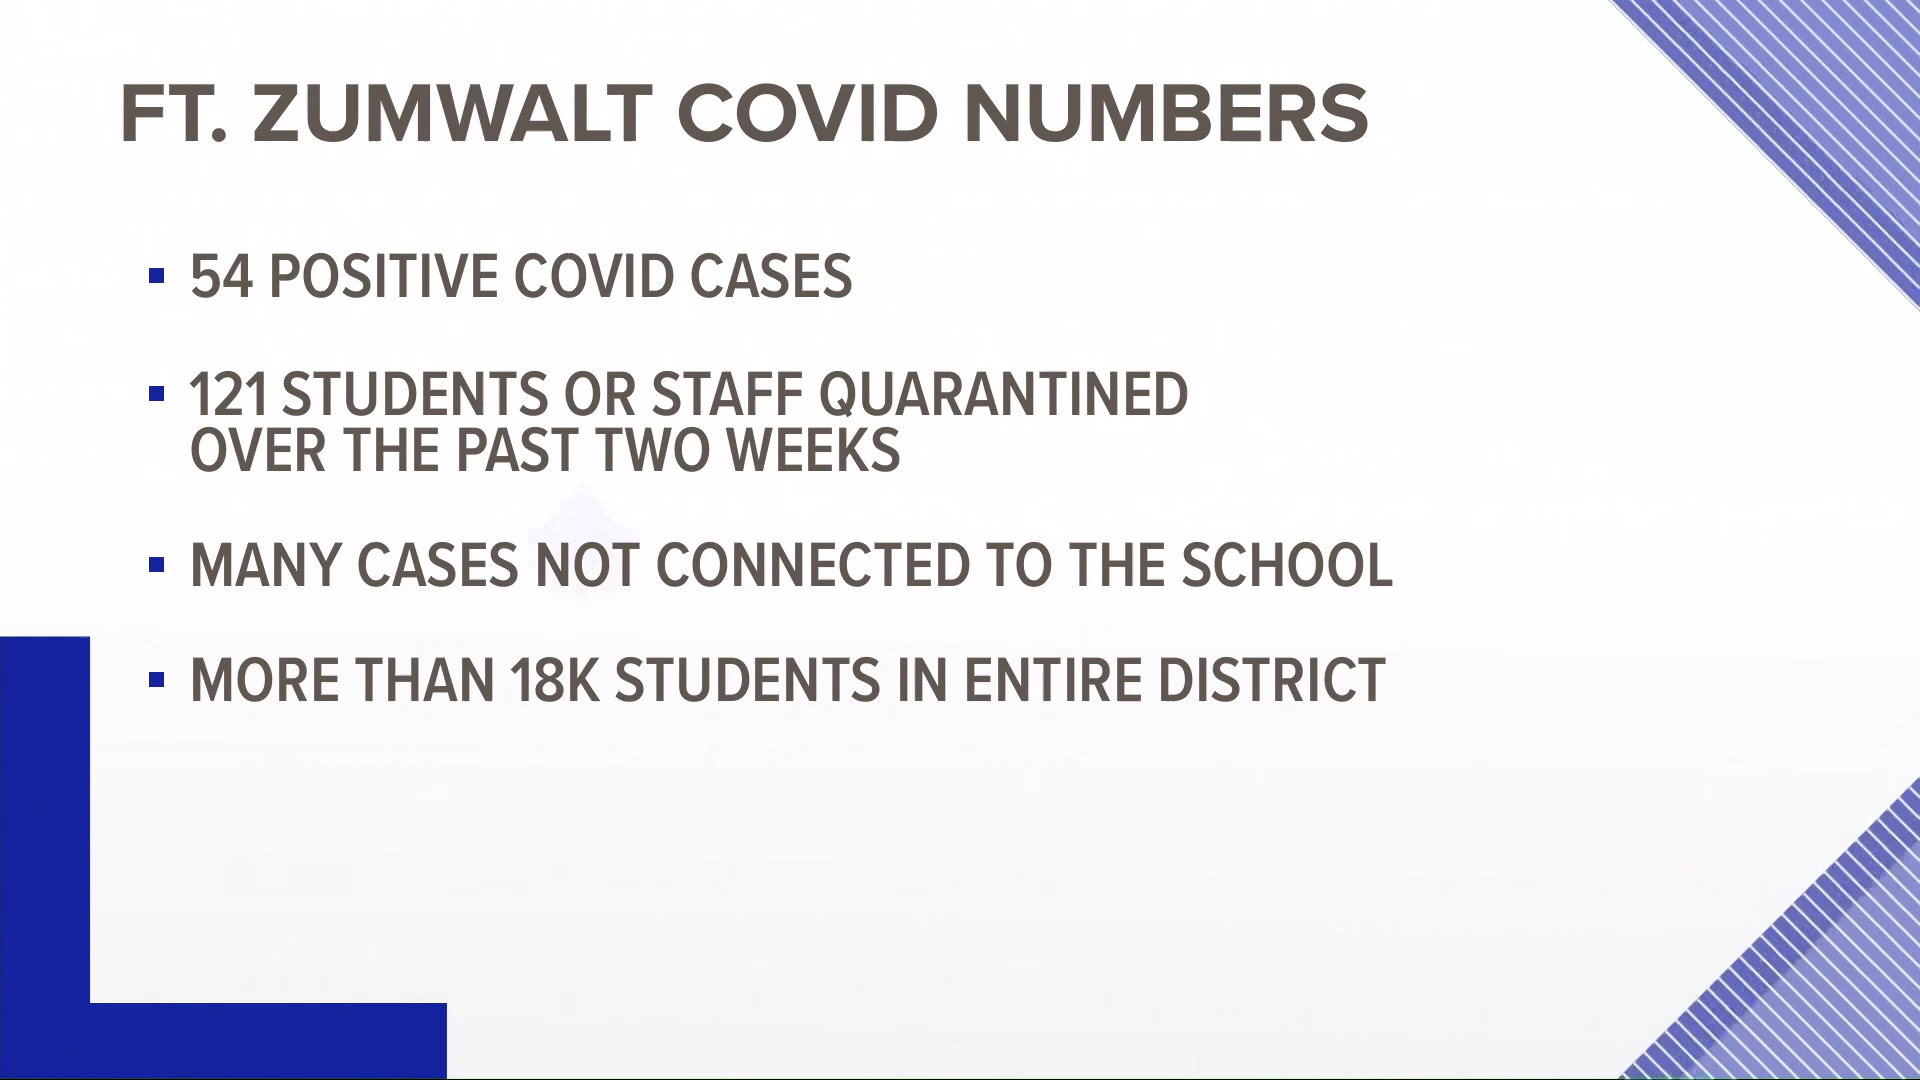 FT. ZUMWALT COVID NUMBERS
54 POSITIVE COVID CASES
121 STUDENTS OR STAFF QUARANTINED
OVER THE PAST TWO WEEKS
MANY CASES NOT CONNECTED TO THE SCHOOL
MORE THAN 18K STUDENTS IN ENTIRE DISTRICT